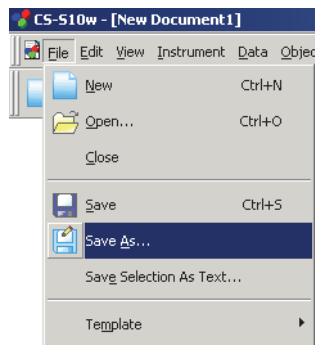 CS-S10w - [New Document1]
File Edit View Instrument Data Objec
New Ctrl+N
Open... Ctrl+O
Close
Save Ctrl+S
Save As...
Save Selection As Text...
Template